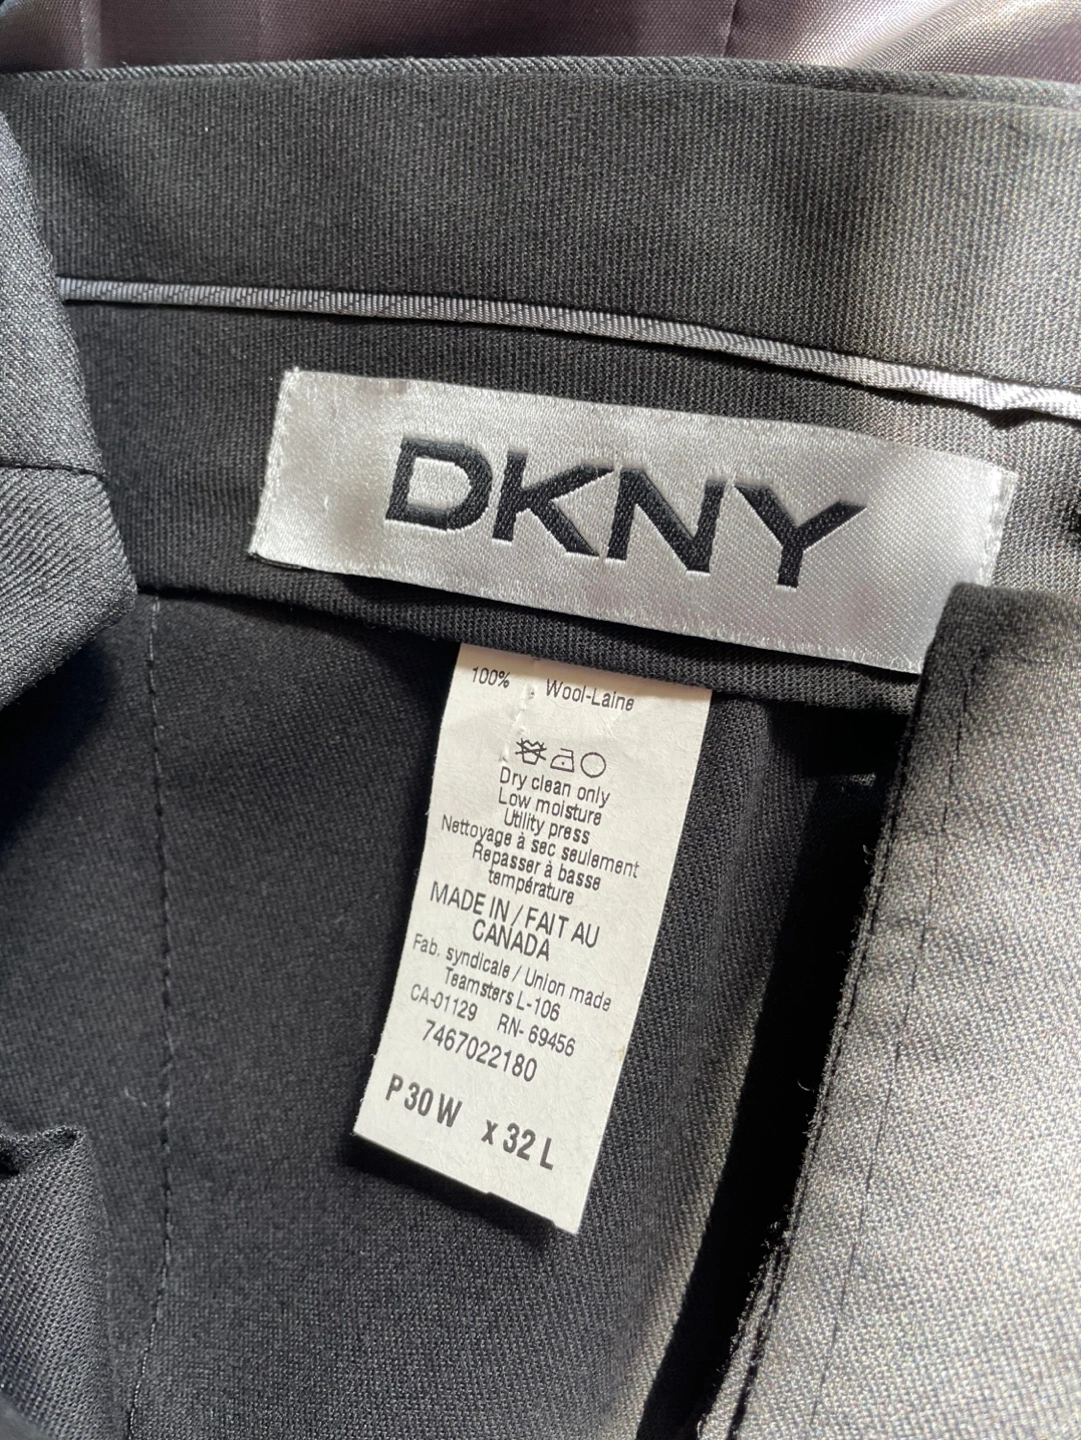 DKNY
100% Wool-Laine
Dry clean only
Low moisture
Utility press
Nettoyage à sec seulement
Repasser à basse
température
MADE IN / FAIT AU
CANADA
Fab. syndicale / Union made
Teamsters L-106
CA-01129 RN- 69456
7467022180
P 30 W x 32 L